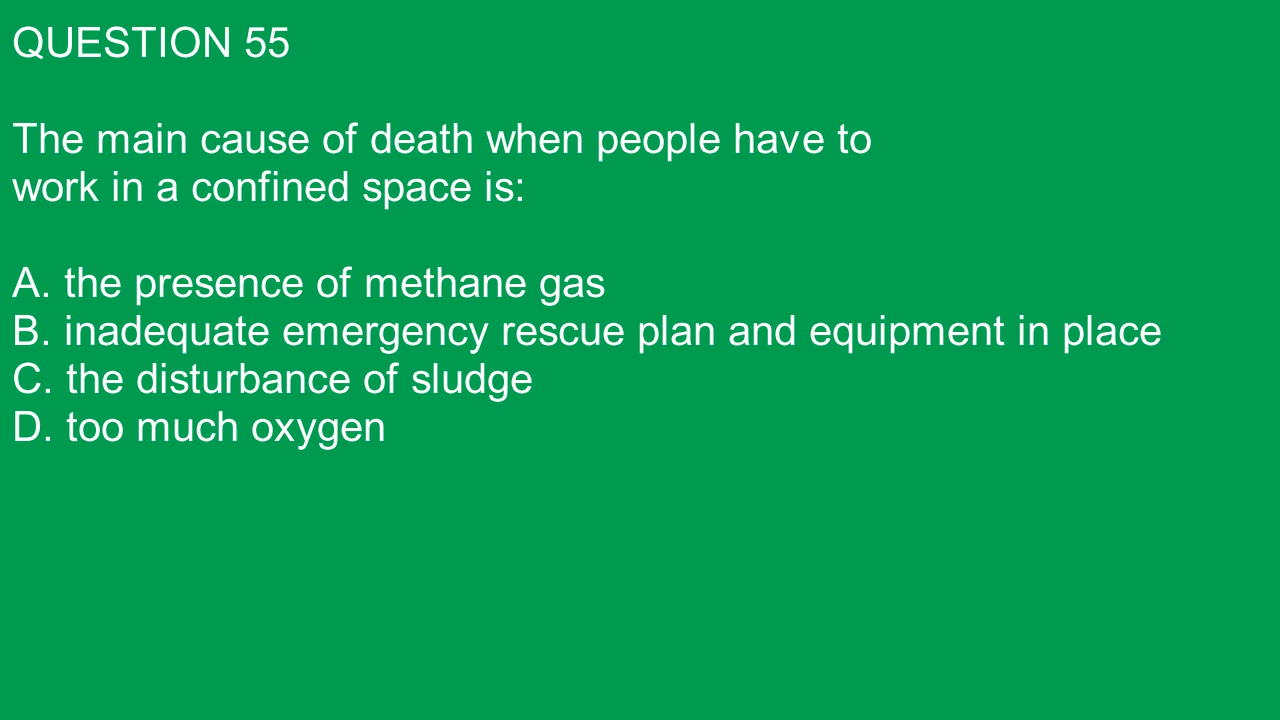 QUESTION 55
The main cause of death when people have to
work in a confined space is:
A. the presence of methane gas
B. inadequate emergency rescue plan and equipment in place
C. the disturbance of sludge
D. too much oxygen